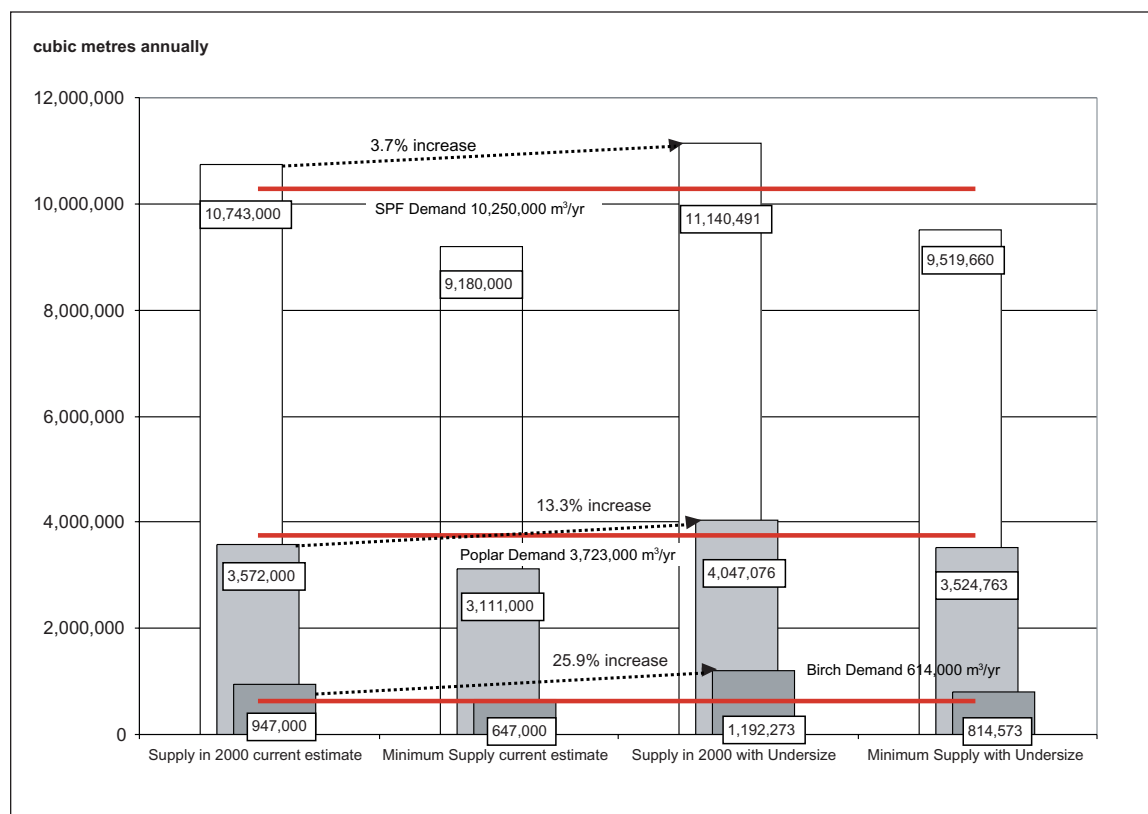 cubic metres annually
12,000,000
3.7% increase
10,000,000
10,743,000
SPF Demand 10,250,000 m³/yr
11,140,491
9,519,660
9,180,000
8,000,000
6,000,000
4,000,000
13.3% increase
3,572,000
Poplar Demand 3,723,000 m³/yr
4,047,076
3,524,763
3,111,000
2,000,000
25.9% increase
Birch Demand 614,000 m³/yr
947,000
647,000
1,192,273
814,573
0
Supply in 2000 current estimate
Minimum Supply current estimate
Supply in 2000 with Undersize
Minimum Supply with Undersize